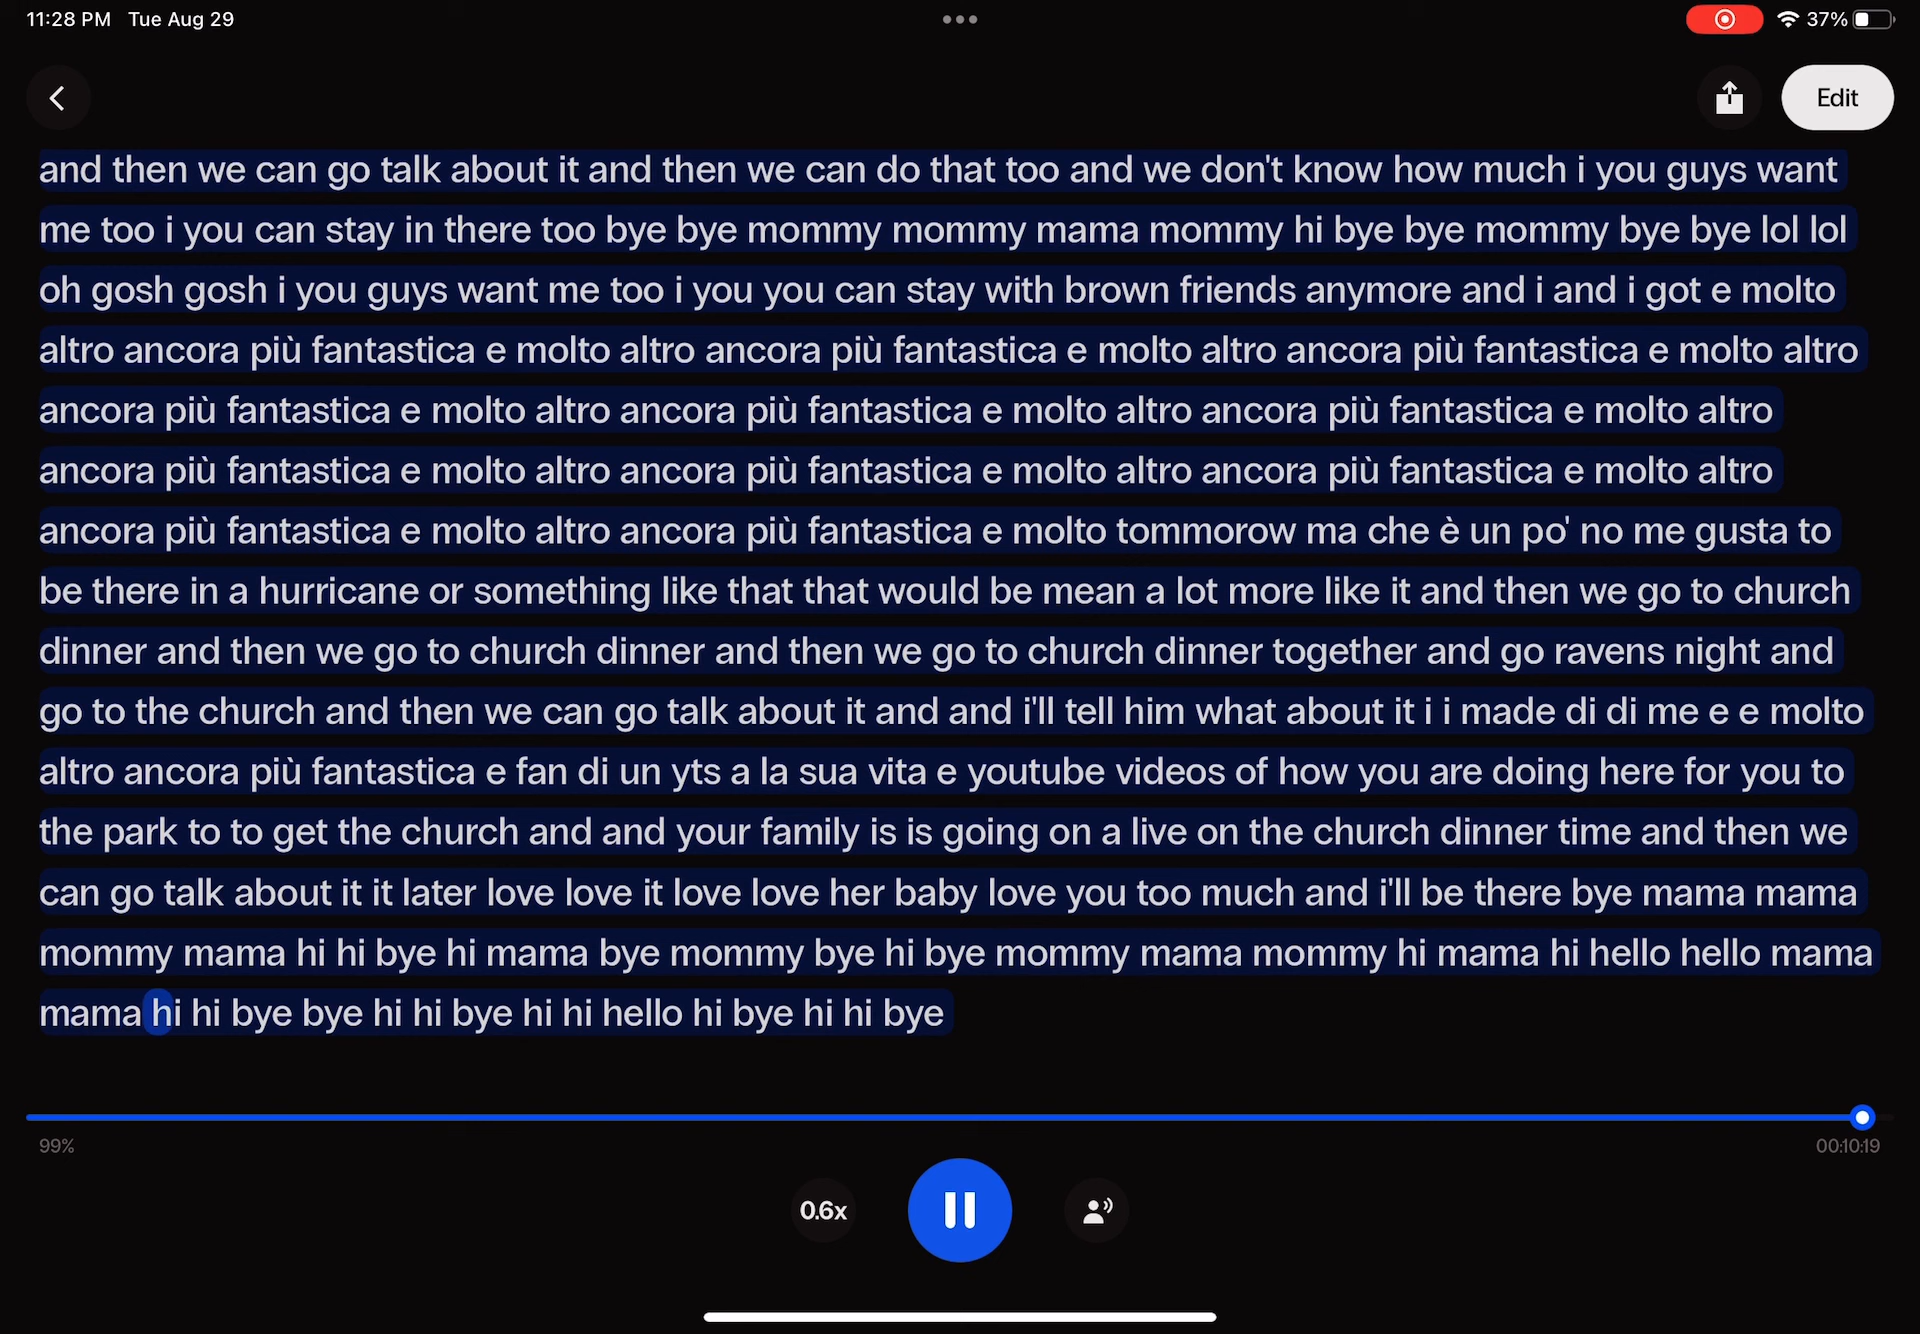 11:28 PM Tue Aug 29
37%
Edit
and then we can go talk about it and then we can do that too and we don't know how much i you guys want
me too i you can stay in there too bye bye mommy mommy mama mommy hi bye bye mommy bye bye lol lol
oh gosh gosh i you guys want me too i you you can stay with brown friends anymore and i and i got e molto
altro ancora più fantastica e molto altro ancora più fantastica e molto altro ancora più fantastica e molto altro
ancora più fantastica e molto altro ancora più fantastica e molto altro ancora più fantastica e molto altro
ancora più fantastica e molto altro ancora più fantastica e molto altro ancora più fantastica e molto altro
ancora più fantastica e molto altro ancora più fantastica e molto tommorow ma che è un po' no me gusta to
be there in a hurricane or something like that that would be mean a lot more like it and then we go to church
dinner and then we go to church dinner and then we go to church dinner together and go ravens night and
go to the church and then we can go talk about it and and i'll tell him what about it i i made di di me e e molto
altro ancora più fantastica e fan di un yts a la sua vita e youtube videos of how you are doing here for you to
the park to to get the church and and your family is is going on a live on the church dinner time and then we
can go talk about it it later love love it love love her baby love you too much and i'll be there bye mama mama
mommy mama hi hi bye hi mama bye mommy bye hi bye mommy mama mommy hi mama hi hello hello mama
mama hi hi bye bye hi hi bye hi hi hello hi bye hi hi bye
99%
00:10:19
0.6x